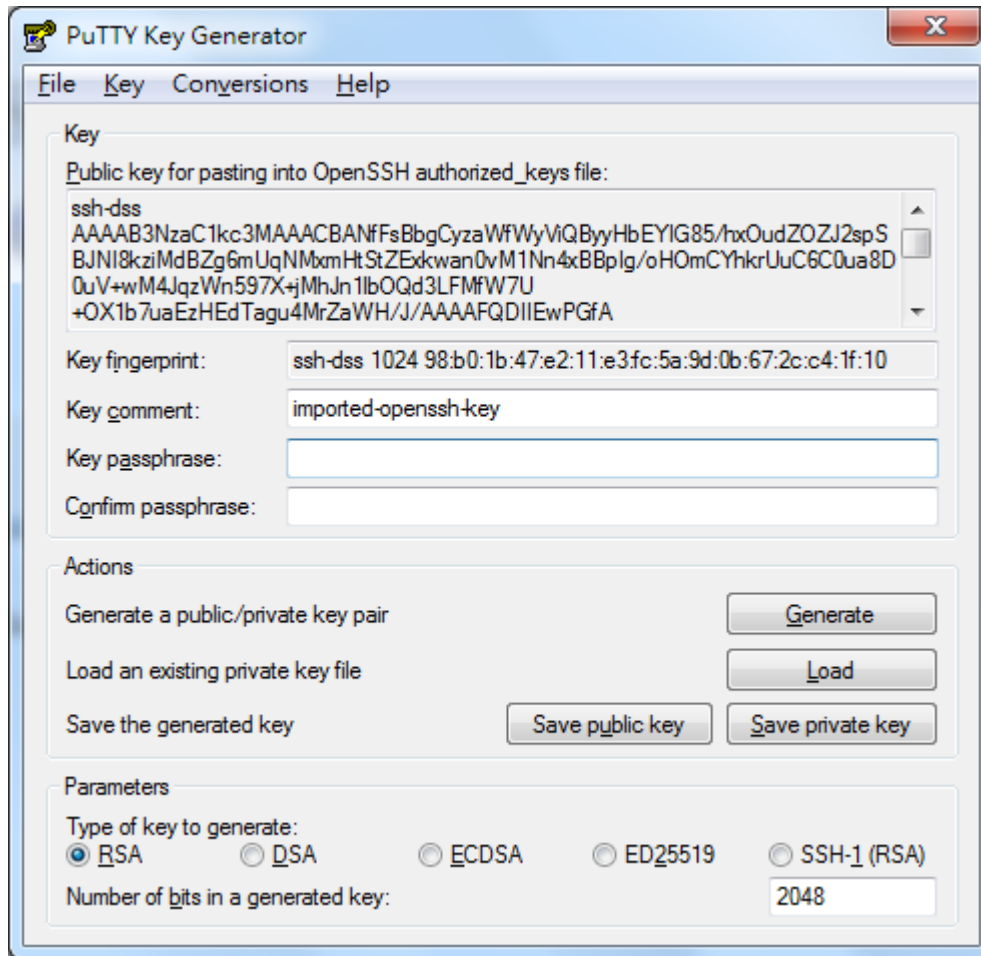 PuTTY Key Generator
File Key Conversions Help
Key
Public key for pasting into OpenSSH authorized_keys file:
ssh-dss
AAAAB3NzaC1kc3MAAACBANfFsBbgCyzaWfWyViQByyHbEYIG85/hxOudZOZJ2spS
BJNI8kziMdBZg6mUqNMxmHtStZExkwan0vM1Nn4xBBpIg/oHOmCYhkrUuC6C0ua8D
0uV+wM4JqzWn597X+jMhJn1IbOQd3LFMfW7U
+OX1b7uaEzHEdTagu4MrZaWH/J/AAAAFQDIIEwPGfA
Key fingerprint: ssh-dss 1024 98:b0:1b:47:e2:11:e3:fc:5a:9d:0b:67:2c:c4:1f:10
Key comment: imported-openssh-key
Key passphrase:
Confirm passphrase:
Actions
Generate a public/private key pair Generate
Load an existing private key file Load
Save the generated key Save public key Save private key
Parameters
Type of key to generate:
RSA DSA ECDSA ED25519 SSH-1 (RSA)
Number of bits in a generated key: 2048